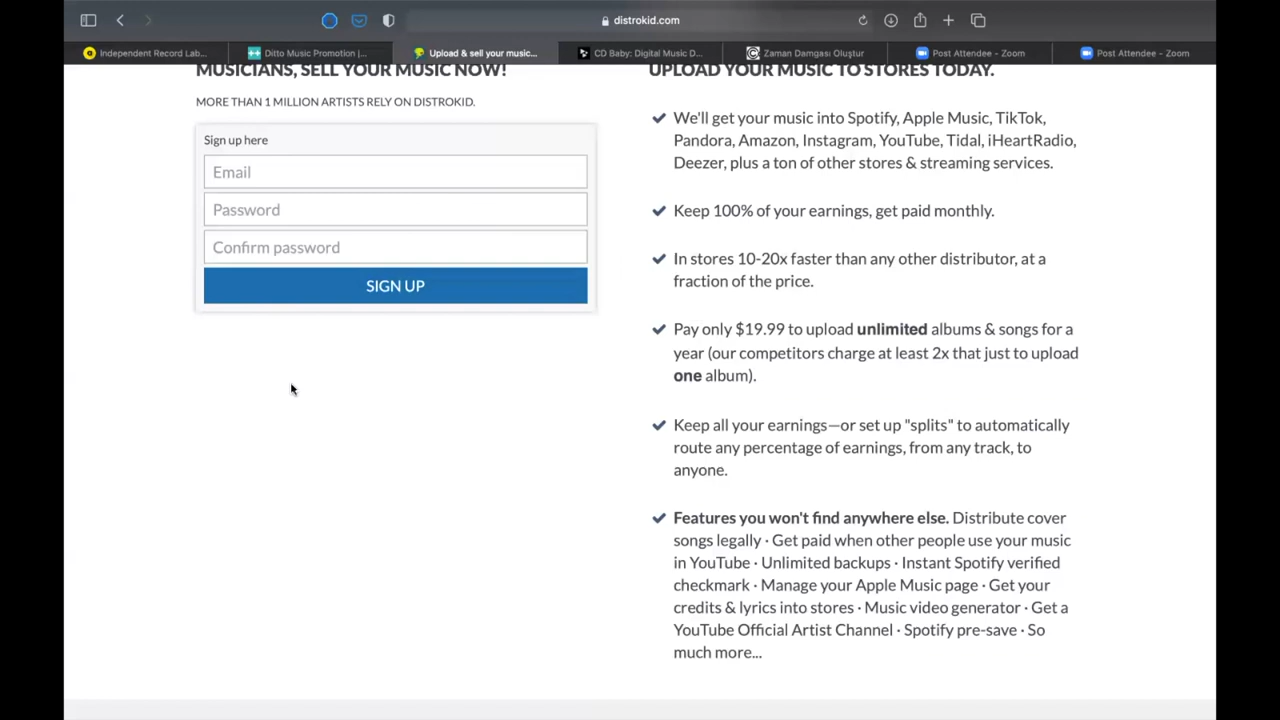 distrokid.com
Independent Record Lab...
Ditto Music Promotion |...
Upload & sell your music...
CD Baby: Digital Music D...
Zaman Damgası Oluştur
Post Attendee - Zoom
Post Attendee - Zoom
MUSICIANS, SELL YOUR MUSIC NOW!
MORE THAN 1 MILLION ARTISTS RELY ON DISTROKID.
Sign up here
Email
Password
Confirm password
SIGN UP
UPLOAD YOUR MUSIC TO STORES TODAY.
We'll get your music into Spotify, Apple Music, TikTok,
Pandora, Amazon, Instagram, YouTube, Tidal, iHeartRadio,
Deezer, plus a ton of other stores & streaming services.
Keep 100% of your earnings, get paid monthly.
In stores 10-20x faster than any other distributor, at a
fraction of the price.
Pay only $19.99 to upload unlimited albums & songs for a
year (our competitors charge at least 2x that just to upload
one album).
Keep all your earnings—or set up "splits" to automatically
route any percentage of earnings, from any track, to
anyone.
Features you won't find anywhere else. Distribute cover
songs legally · Get paid when other people use your music
in YouTube · Unlimited backups · Instant Spotify verified
checkmark · Manage your Apple Music page · Get your
credits & lyrics into stores · Music video generator · Get a
YouTube Official Artist Channel · Spotify pre-save · So
much more...